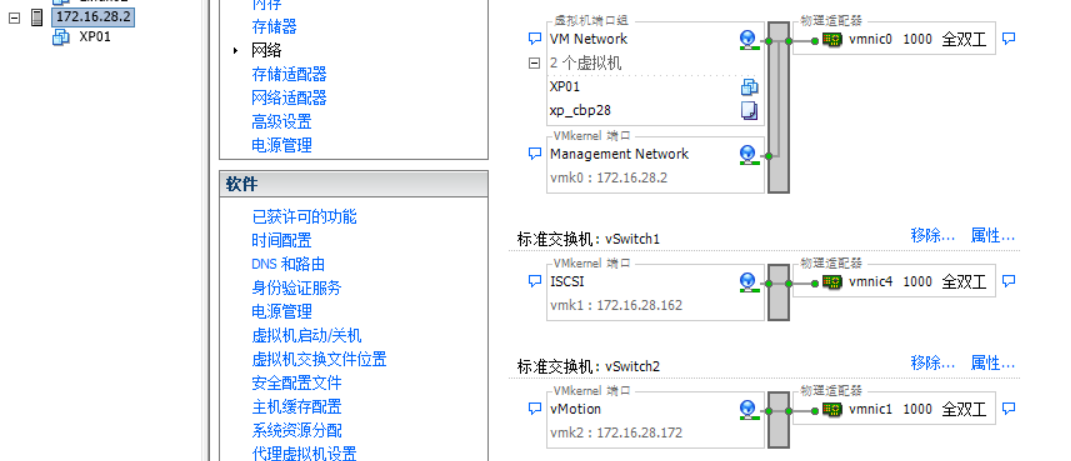 172.16.28.2
XP01
内存
存储器
网络
存储适配器
网络适配器
高级设置
电源管理
软件
已获许可的功能
时间配置
DNS 和路由
身份验证服务
电源管理
虚拟机启动/关机
虚拟机交换文件位置
安全配置文件
主机缓存配置
系统资源分配
代理虚拟机设置
虚拟机端口组
物理适配器
VM Network
vmnic0 1000 全双工
2 个虚拟机
XP01
xp_cbp28
VMkernel 端口
Management Network
vmk0 : 172.16.28.2
标准交换机: vSwitch1 移除... 属性...
VMkernel 端口
物理适配器
ISCSI
vmnic4 1000 全双工
vmk1 : 172.16.28.162
标准交换机: vSwitch2 移除... 属性...
VMkernel 端口
物理适配器
vMotion
vmnic1 1000 全双工
vmk2 : 172.16.28.172